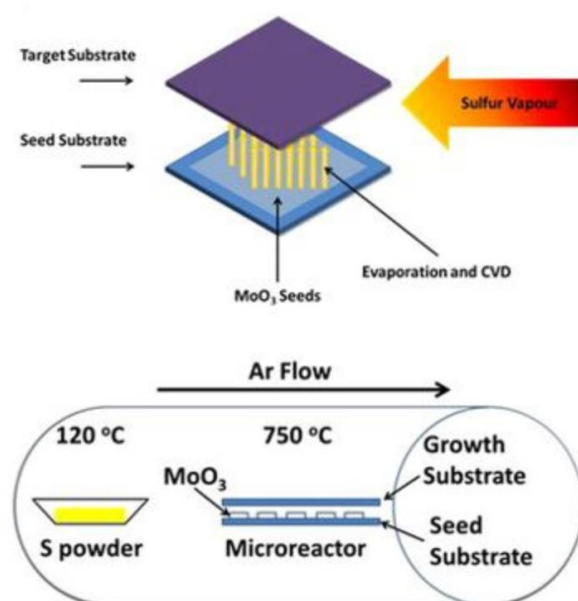 Target Substrate
Sulfur Vapour
Seed Substrate
Evaporation and CVD
MoO₃ Seeds
Ar Flow
120 °C
750 °C
Growth
Substrate
MoO₃
Seed
Substrate
S powder
Microreactor